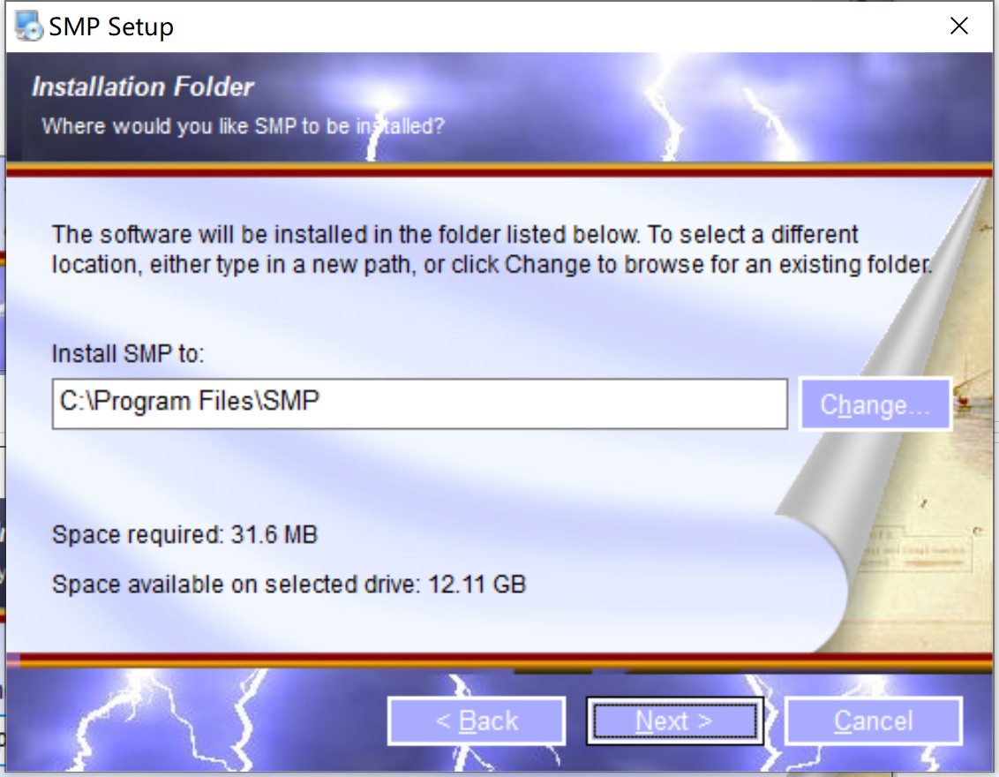 SMP Setup
Installation Folder
Where would you like SMP to be installed?
The software will be installed in the folder listed below. To select a different
location, either type in a new path, or click Change to browse for an existing folder.
Install SMP to:
C:\Program Files\SMP
Change...
Space required: 31.6 MB
Space available on selected drive: 12.11 GB
< Back
Next >
Cancel